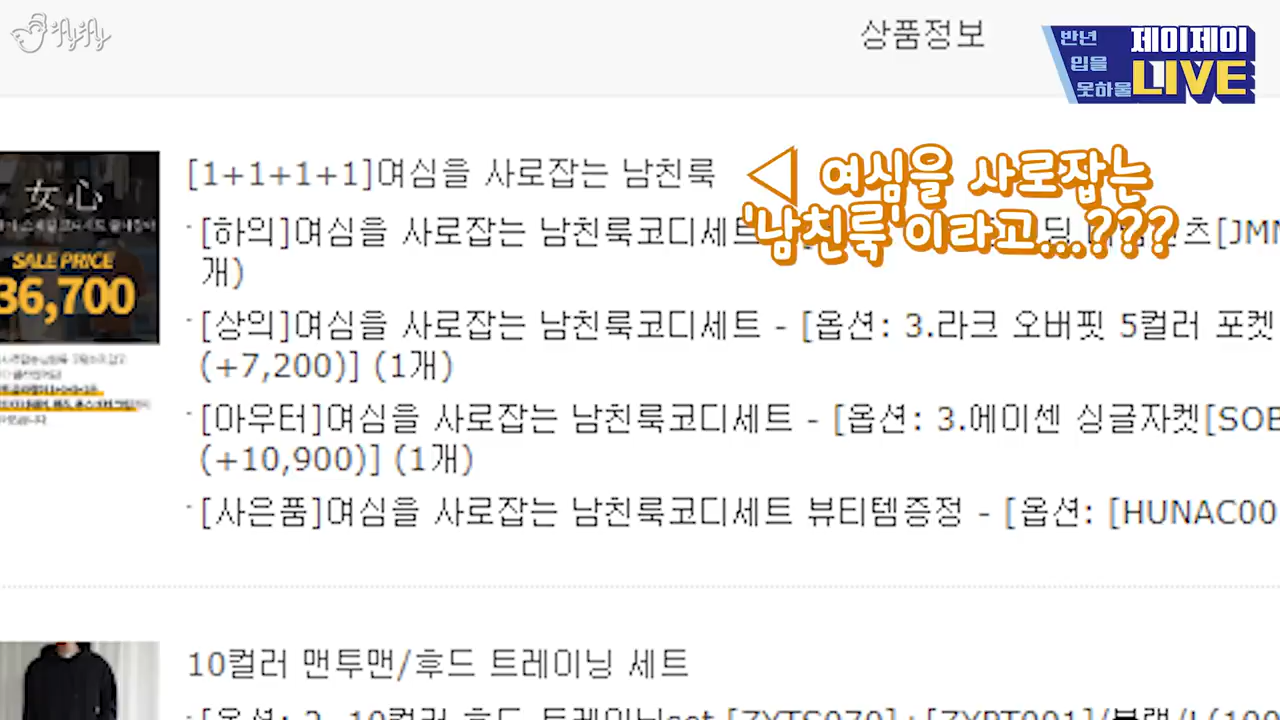 상품정보
반년
입을
못하울
제이제이
LIVE
女心
SALE PRICE
36,700
[1+1+1+1]여심을 사로잡는 남친룩
여심을 사로잡는
'남친룩'이라고...???
[하의]여심을 사로잡는 남친룩코디세트
츠[JMN
개)
[상의]여심을 사로잡는 남친룩코디세트 - [옵션: 3.라크 오버핏 5컬러 포켓
(+7,200)] (1개)
[아우터]여심을 사로잡는 남친룩코디세트 - [옵션: 3.에이센 싱글자켓[SOB
(+10,900)] (1개)
[사은품]여심을 사로잡는 남친룩코디세트 뷰티템증정 - [옵션: [HUNAC00
10컬러 맨투맨/후드 트레이닝 세트